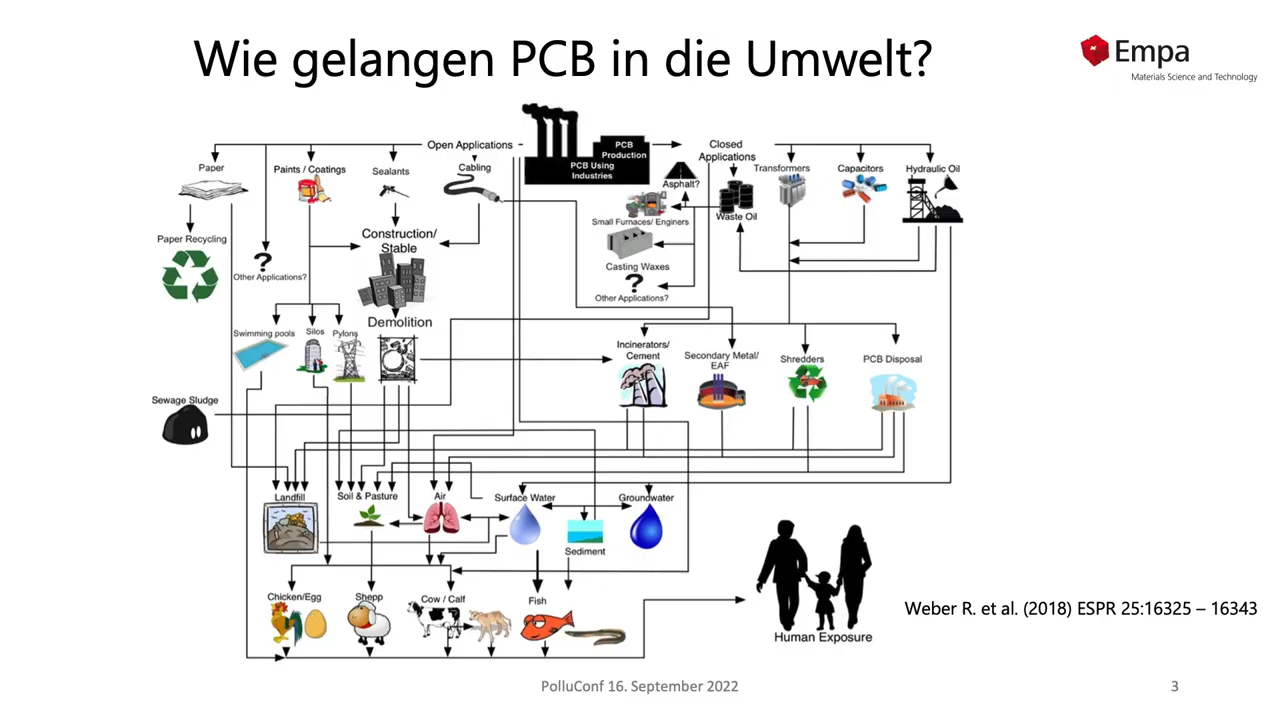 Wie gelangen PCB in die Umwelt?
Empa
Materials Science and Technology
PCB
Production
PCB Using
Industries
Open Applications
Closed
Applications
Paper
Paints / Coatings
Sealants
Cabling
Asphalt?
Transformers
Capacitors
Hydraulic Oil
Small Furnaces/ Enginers
Waste Oil
Paper Recycling
?
Other Applications?
Construction/
Stable
Casting Waxes
?
Other Applications?
Swimming pools
Silos
Pylons
Demolition
Incinerators/
Cement
Secondary Metal/
EAF
Shredders
PCB Disposal
Sewage Sludge
Landfill
Soil & Pasture
Air
Surface Water
Groundwater
Sediment
Chicken/Egg
Shepp
Cow / Calf
Fish
Human Exposure
Weber R. et al. (2018) ESPR 25:16325 – 16343
PolluConf 16. September 2022
3